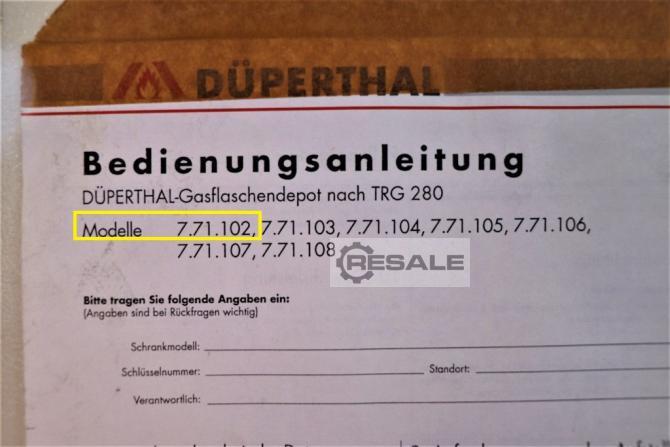 DÜPERTHAL
Bedienungsanleitung
DÜPERTHAL-Gasflaschendepot nach TRG 280
Modelle 7.71.102, 7.71.103, 7.71.104, 7.71.105, 7.71.106,
7.71.107, 7.71.108
RESALE
Bitte tragen Sie folgende Angaben ein:
(Angaben sind bei Rückfragen wichtig)
Schrankmodell:
Schlüsselnummer: Standort:
Verantwortlich: